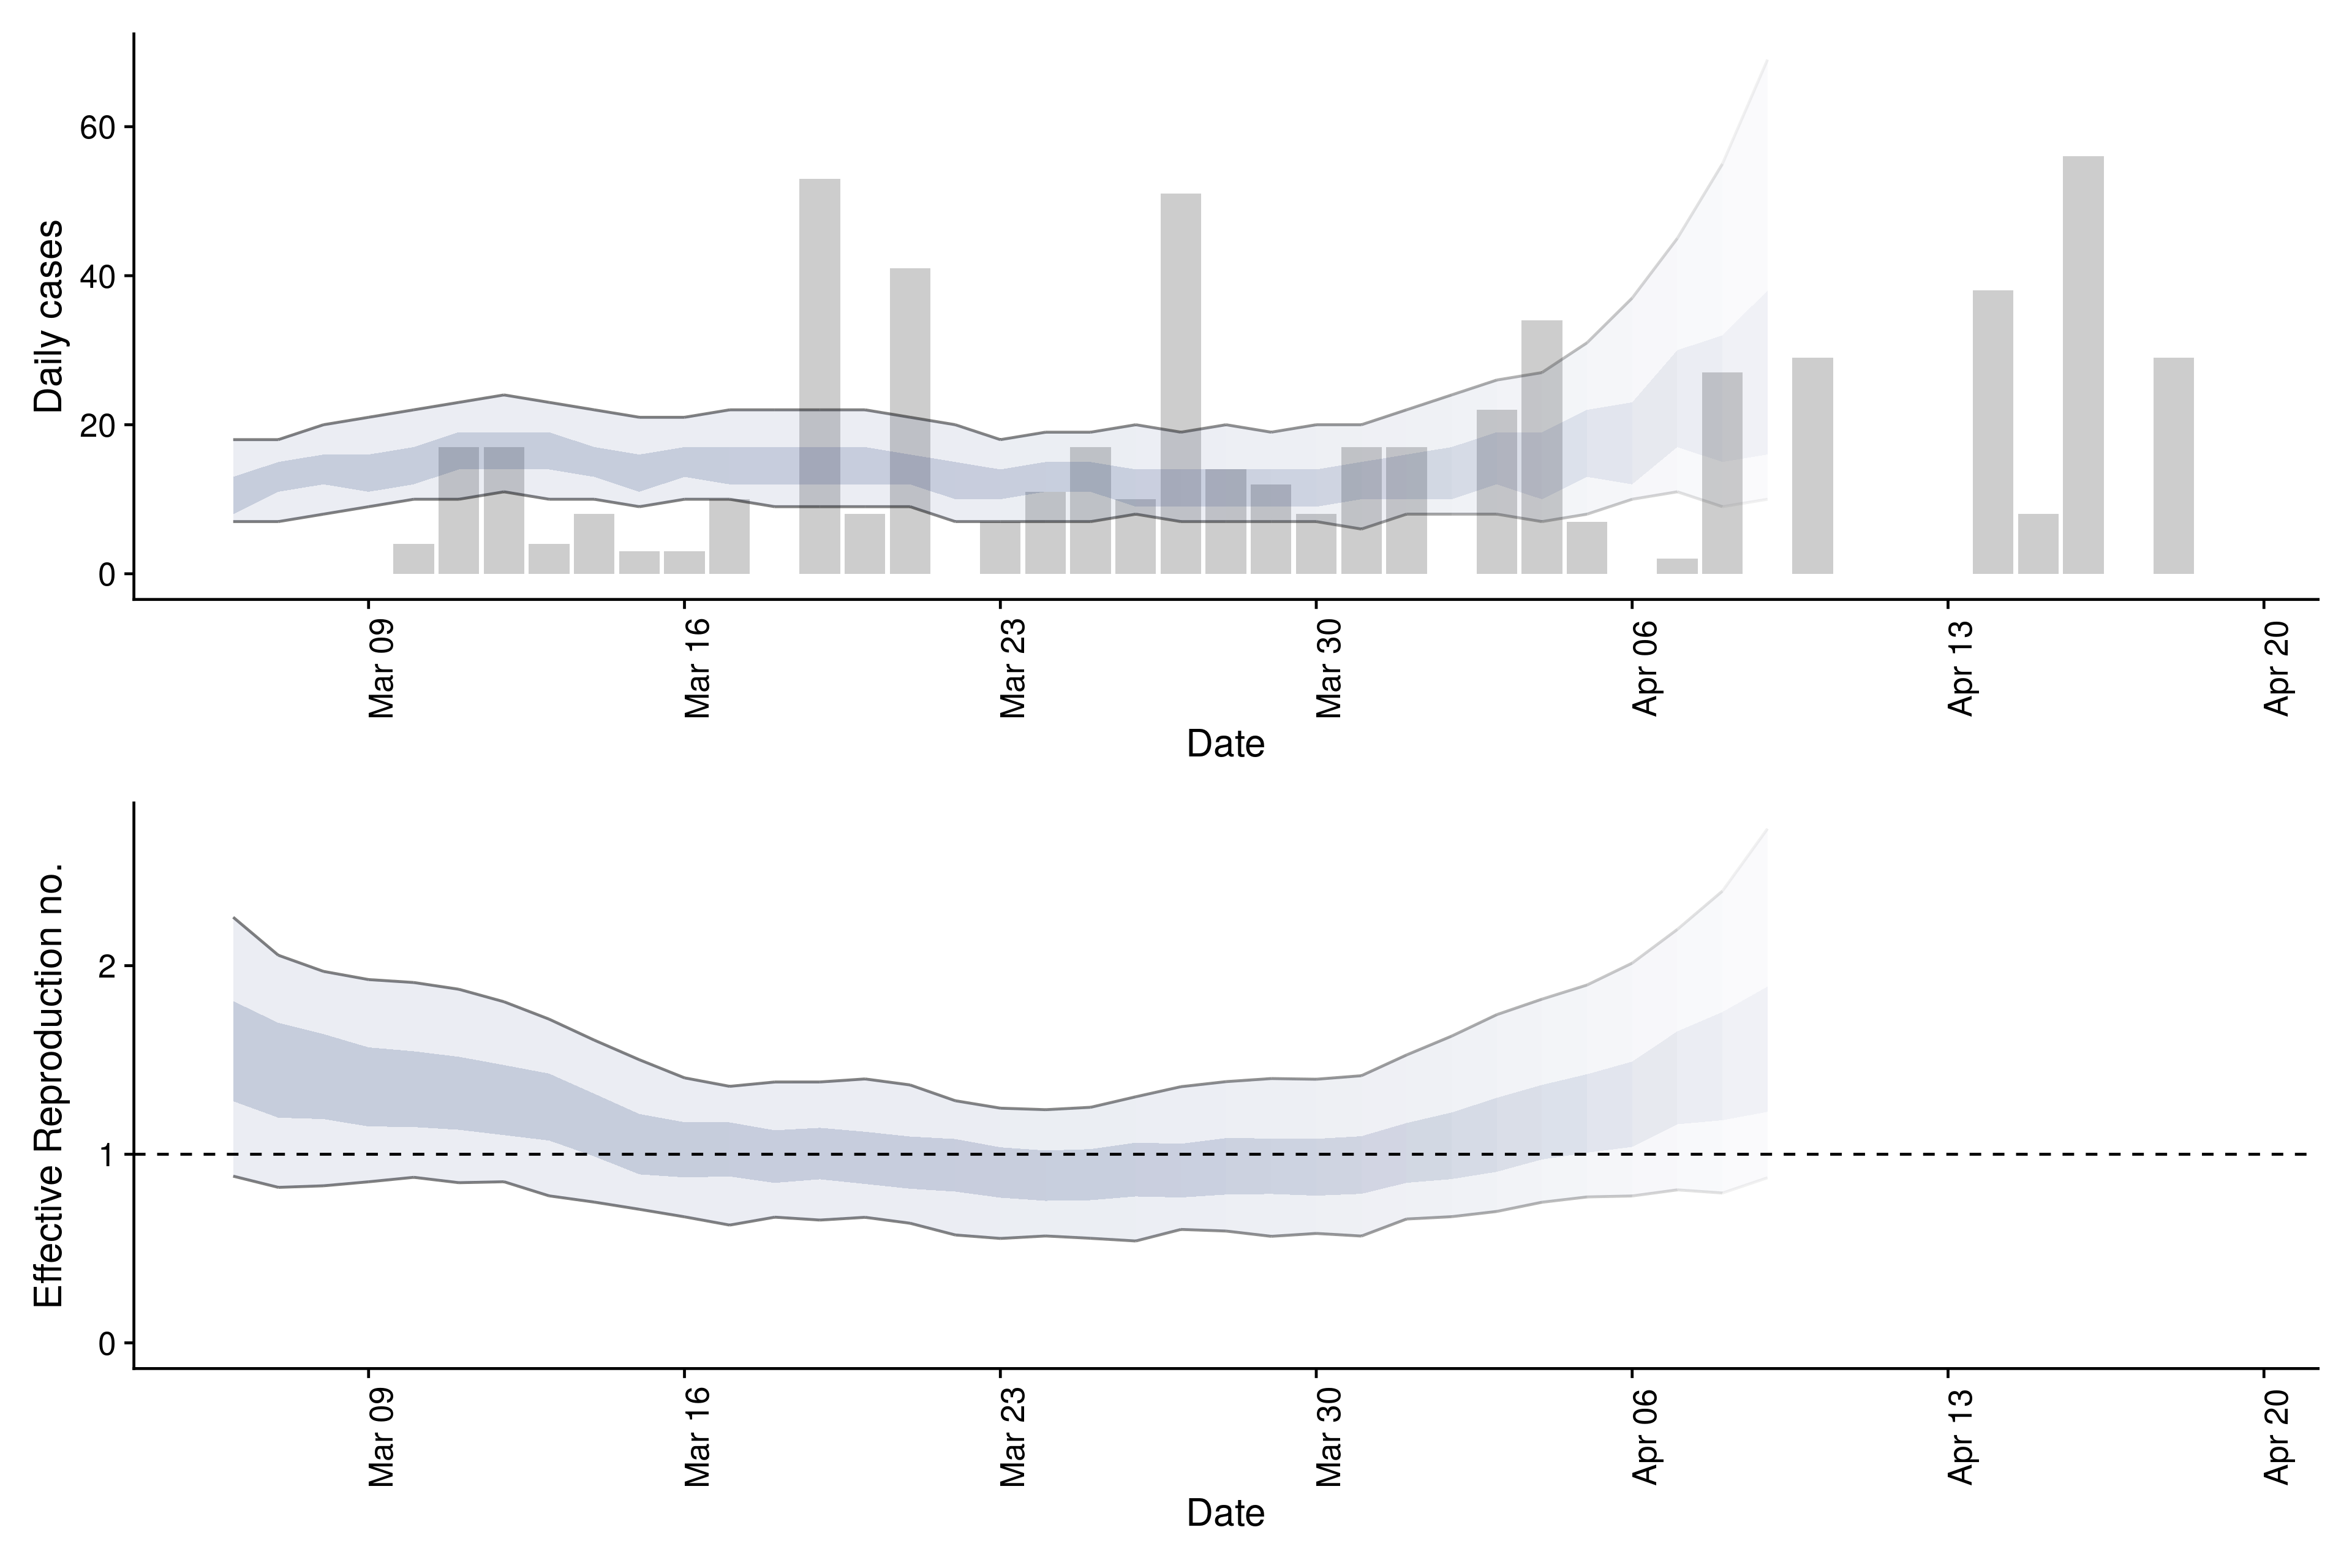 Daily cases
60
40
20
0
Mar 09
Mar 16
Mar 23
Mar 30
Apr 06
Apr 13
Apr 20
Date
Effective Reproduction no.
2
1
0
Mar 09
Mar 16
Mar 23
Mar 30
Apr 06
Apr 13
Apr 20
Date